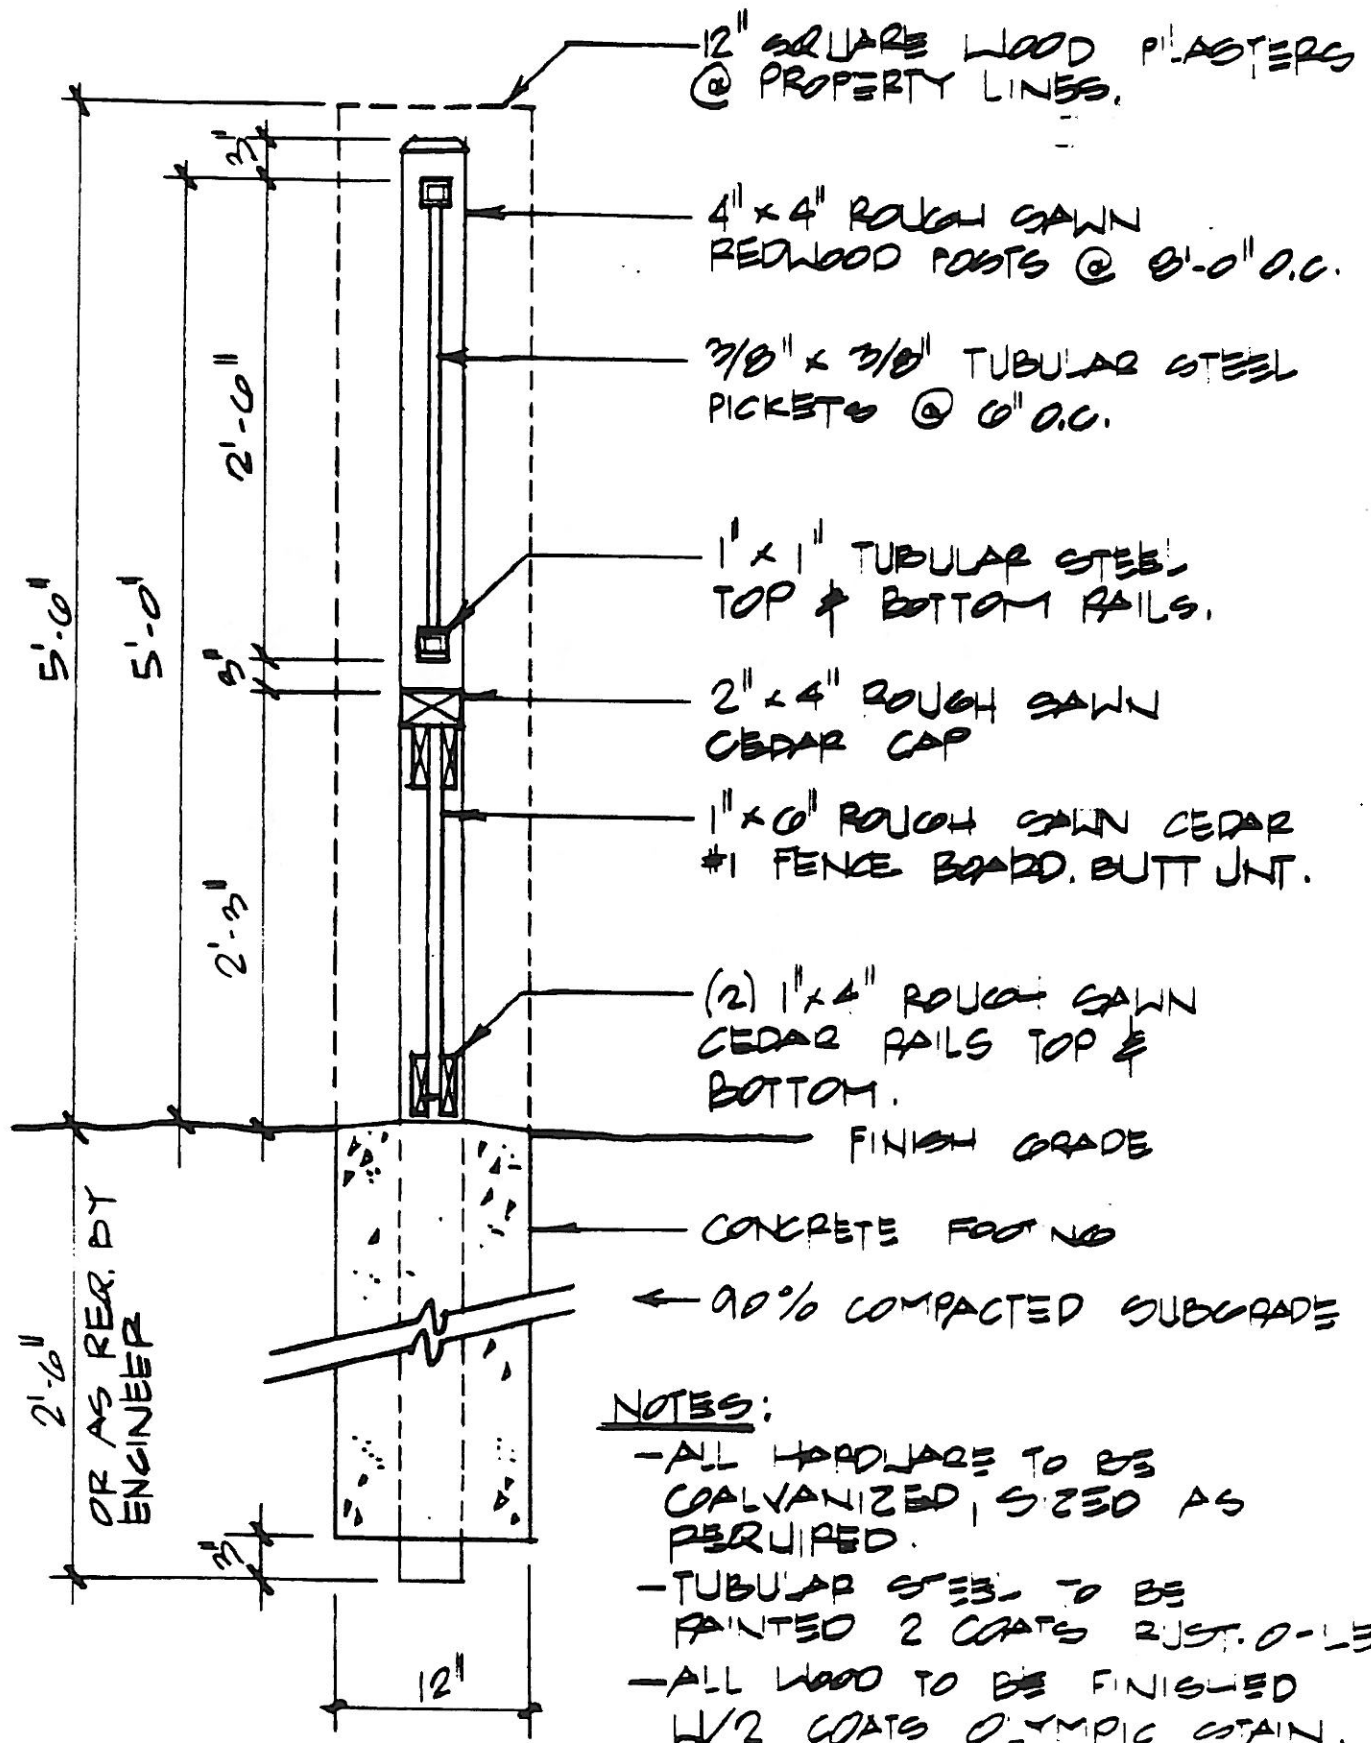 12" SQUARE WOOD PILASTERS
@ PROPERTY LINES.
3"
4" x 4" ROUGH SAWN
REDWOOD POSTS @ 8'-0" O.C.
3/8" x 3/8" TUBULAR STEEL
PICKETS @ 6" O.C.
2'-6"
1" x 1" TUBULAR STEEL
TOP & BOTTOM RAILS.
5'-6"
5'-0"
3"
2" x 4" ROUGH SAWN
CEDAR CAP
1" x 6" ROUGH SAWN CEDAR
#1 FENCE BOARD. BUTT JNT.
2'-3"
(2) 1" x 4" ROUGH SAWN
CEDAR RAILS TOP &
BOTTOM.
FINISH GRADE
CONCRETE FOOTING
90% COMPACTED SUBGRADE
2'-6"
OR AS REQ. BY
ENGINEER
3"
12"
NOTES:
- ALL HARDWARE TO BE
GALVANIZED, SIZED AS
REQUIRED.
- TUBULAR STEEL TO BE
PAINTED 2 COATS RUST-O-LE
- ALL WOOD TO BE FINISHED
W/2 COATS OLYMPIC STAIN.